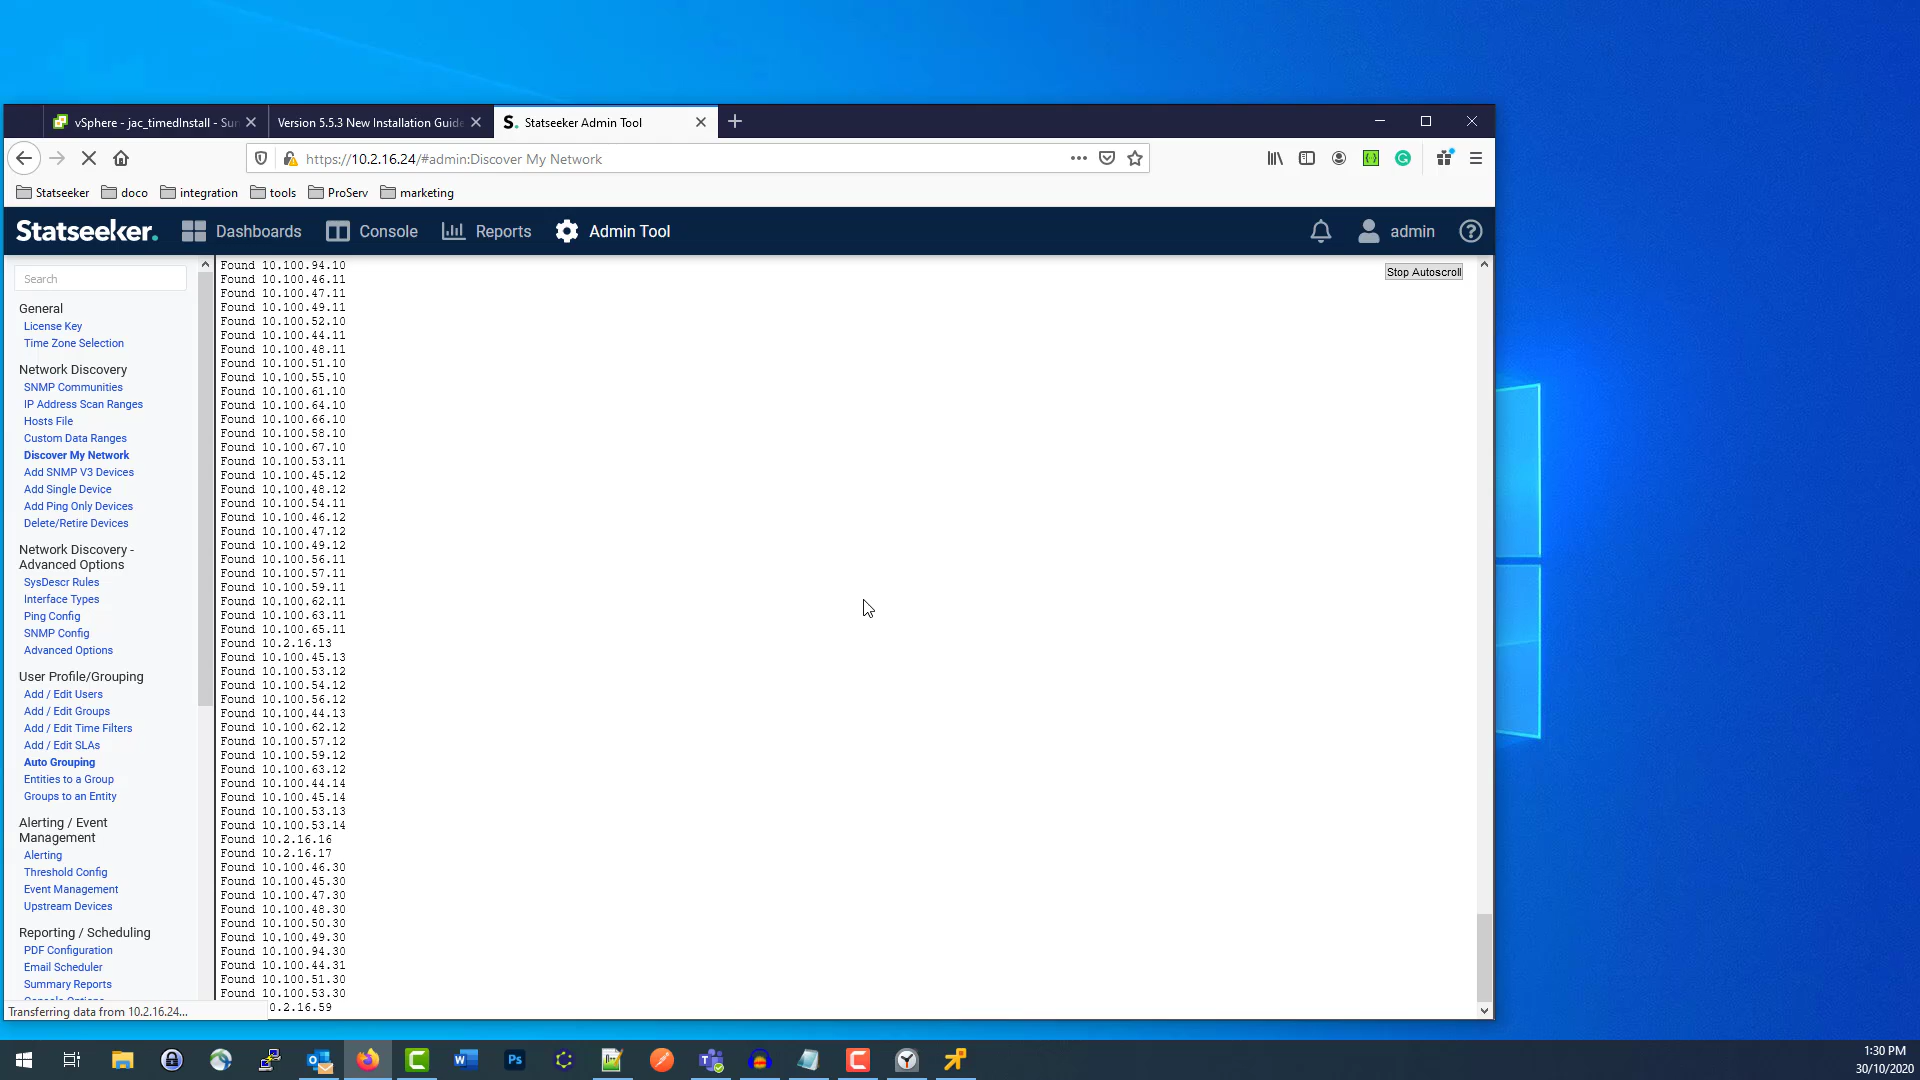 vSphere - jac_timedInstall - Sun
Version 5.5.3 New Installation Guide
S. Statseeker Admin Tool
https://10.2.16.24/#admin:Discover My Network
Statseeker
doco
integration
tools
ProServ
marketing
Statseeker.
Dashboards
Console
Reports
Admin Tool
admin
Search
General
License Key
Time Zone Selection
Network Discovery
SNMP Communities
IP Address Scan Ranges
Hosts File
Custom Data Ranges
Discover My Network
Add SNMP V3 Devices
Add Single Device
Add Ping Only Devices
Delete/Retire Devices
Network Discovery -
Advanced Options
SysDescr Rules
Interface Types
Ping Config
SNMP Config
Advanced Options
User Profile/Grouping
Add / Edit Users
Add / Edit Groups
Add / Edit Time Filters
Add / Edit SLAs
Auto Grouping
Entities to a Group
Groups to an Entity
Alerting / Event
Management
Alerting
Threshold Config
Event Management
Upstream Devices
Reporting / Scheduling
PDF Configuration
Email Scheduler
Summary Reports
Console Options
Transferring data from 10.2.16.24...
Stop Autoscroll
Found 10.100.94.10
Found 10.100.46.11
Found 10.100.47.11
Found 10.100.49.11
Found 10.100.52.10
Found 10.100.44.11
Found 10.100.48.11
Found 10.100.51.10
Found 10.100.55.10
Found 10.100.61.10
Found 10.100.64.10
Found 10.100.66.10
Found 10.100.58.10
Found 10.100.67.10
Found 10.100.53.11
Found 10.100.45.12
Found 10.100.48.12
Found 10.100.54.11
Found 10.100.46.12
Found 10.100.47.12
Found 10.100.49.12
Found 10.100.56.11
Found 10.100.57.11
Found 10.100.59.11
Found 10.100.62.11
Found 10.100.63.11
Found 10.100.65.11
Found 10.2.16.13
Found 10.100.45.13
Found 10.100.53.12
Found 10.100.54.12
Found 10.100.56.12
Found 10.100.44.13
Found 10.100.62.12
Found 10.100.57.12
Found 10.100.59.12
Found 10.100.63.12
Found 10.100.44.14
Found 10.100.45.14
Found 10.100.53.13
Found 10.100.53.14
Found 10.2.16.16
Found 10.2.16.17
Found 10.100.46.30
Found 10.100.45.30
Found 10.100.47.30
Found 10.100.48.30
Found 10.100.50.30
Found 10.100.49.30
Found 10.100.94.30
Found 10.100.44.31
Found 10.100.51.30
Found 10.100.53.30
0.2.16.59
1:30 PM
30/10/2020